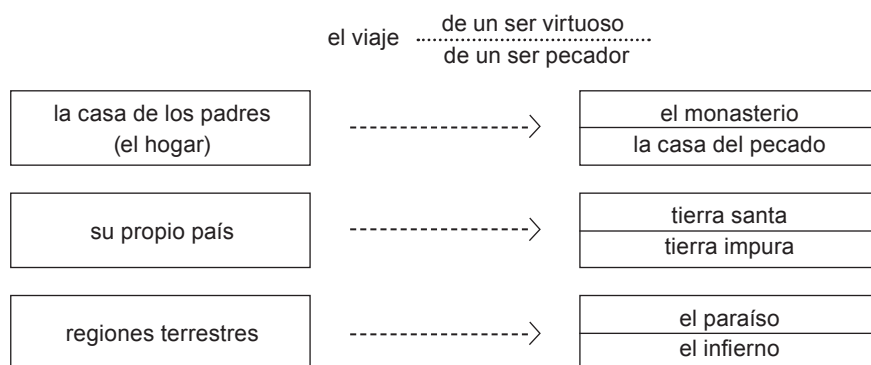 el viaje
de un ser virtuoso
de un ser pecador
la casa de los padres
(el hogar)
el monasterio
la casa del pecado
su propio país
tierra santa
tierra impura
regiones terrestres
el paraíso
el infierno